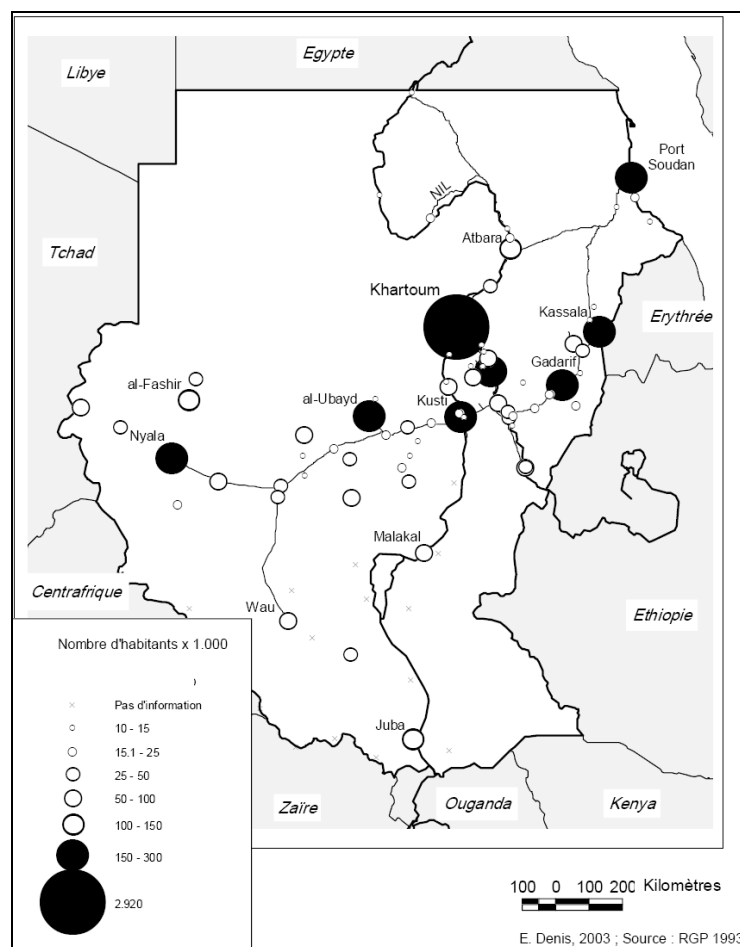 Egypte
Libye
Port
Soudan
NIL
Atbara
Tchad
Khartoum
Kassala
Erythrée
Gadarif
al-Fashir
al-Ubayd
Kusti
Nyala
Malakal
Centrafrique
Wau
Ethiopie
Nombre d'habitants x 1.000
Pas d'information
10 - 15
15.1 - 25
25 - 50
50 - 100
100 - 150
150 - 300
2.920
Juba
Zaïre
Ouganda
Kenya
100 0 100 200 Kilomètres
E. Denis, 2003 ; Source : RGP 1993